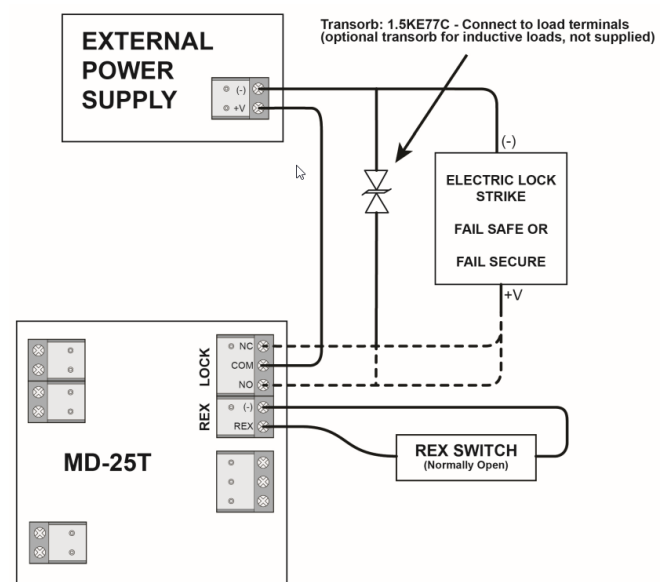 Transorb: 1.5KE77C - Connect to load terminals
(optional transorb for inductive loads, not supplied)
EXTERNAL
POWER
SUPPLY
(-)
+V
(-)
ELECTRIC LOCK
STRIKE
FAIL SAFE OR
FAIL SECURE
+V
LOCK
NC
COM
NO
REX
(-)
REX
MD-25T
REX SWITCH
(Normally Open)